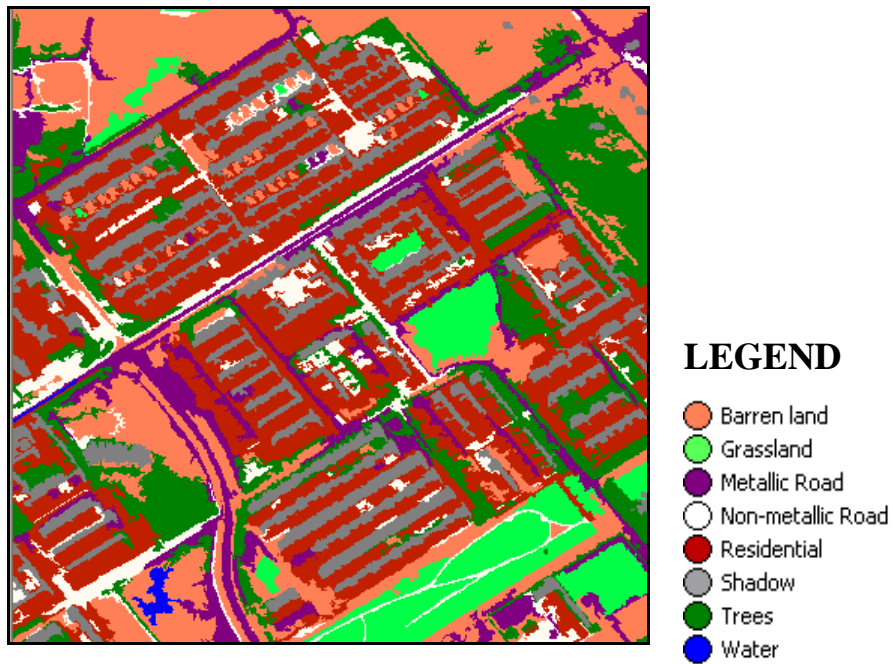 LEGEND
Barren land
Grassland
Metallic Road
Non-metallic Road
Residential
Shadow
Trees
Water